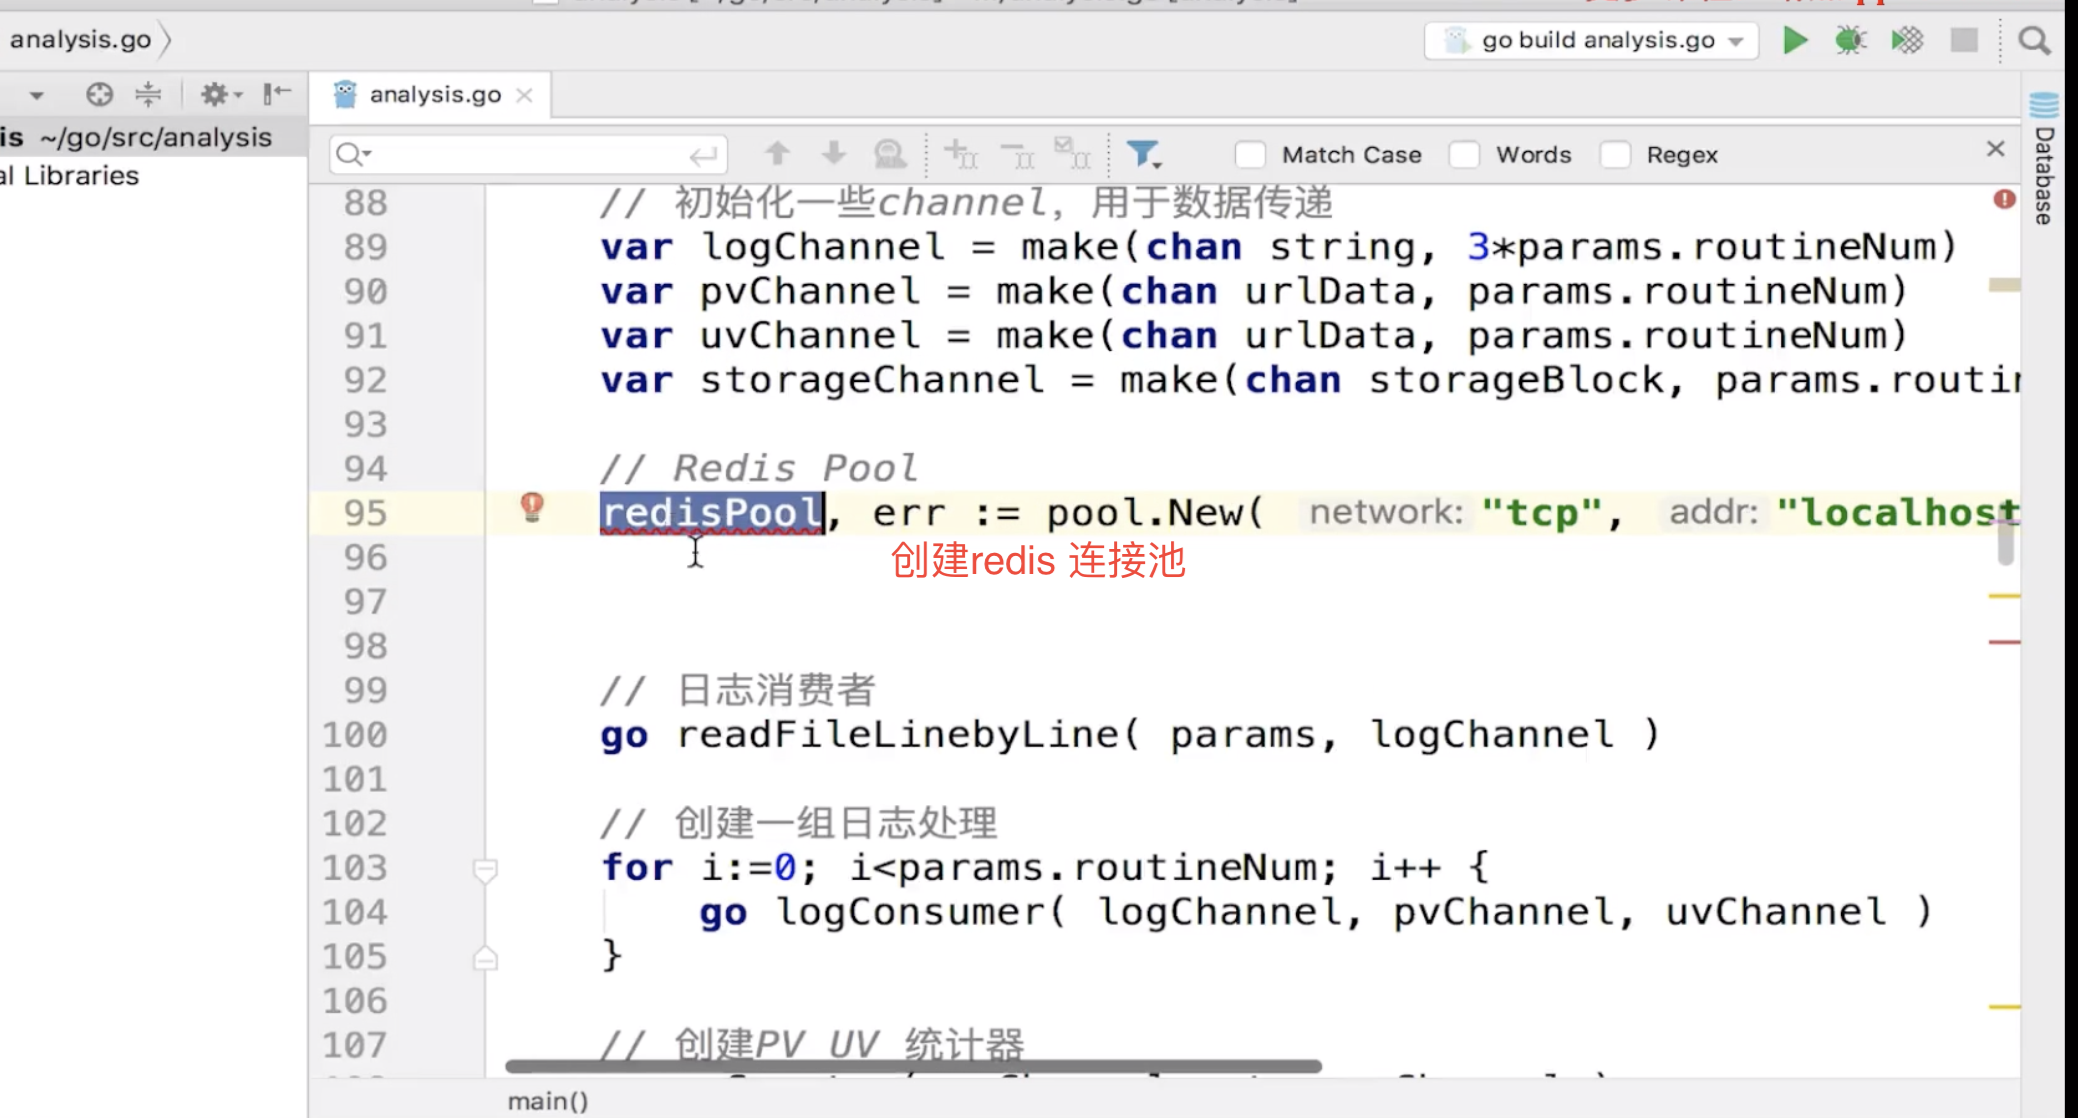 analysis.go
go build analysis.go
analysis.go
is ~/go/src/analysis
al Libraries
Match Case
Words
Regex
Database
88 // 初始化一些channel，用于数据传递
89 var logChannel = make(chan string, 3*params.routineNum)
90 var pvChannel = make(chan urlData, params.routineNum)
91 var uvChannel = make(chan urlData, params.routineNum)
92 var storageChannel = make(chan storageBlock, params.routin
93
94 // Redis Pool
95 redisPool, err := pool.New( network: "tcp", addr: "localhost
96
创建redis 连接池
97
98
99 // 日志消费者
100 go readFileLinebyLine( params, logChannel )
101
102 // 创建一组日志处理
103 for i:=0; i<params.routineNum; i++ {
104 go logConsumer( logChannel, pvChannel, uvChannel )
105 }
106
107 // 创建PV UV 统计器
main()